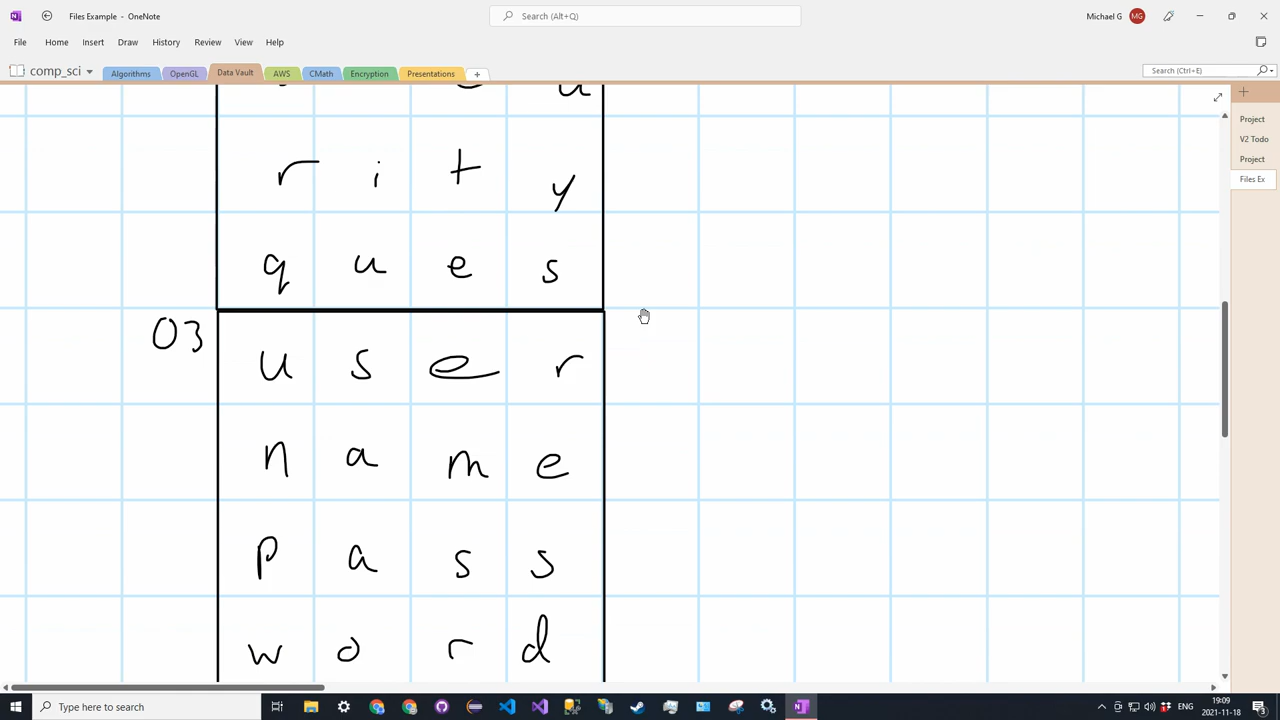 Files Example - OneNote
Search (Alt+Q)
Michael G
MG
File Home Insert Draw History Review View Help
comp_sci
Algorithms OpenGL Data Vault AWS CMath Encryption Presentations +
Search (Ctrl+E)
Project
V2 Todo
Project
Files Ex
r i t y
q u e s
03
u s e r
n a m e
p a s s
w o r d
Type here to search
ENG
19:09
2021-11-18